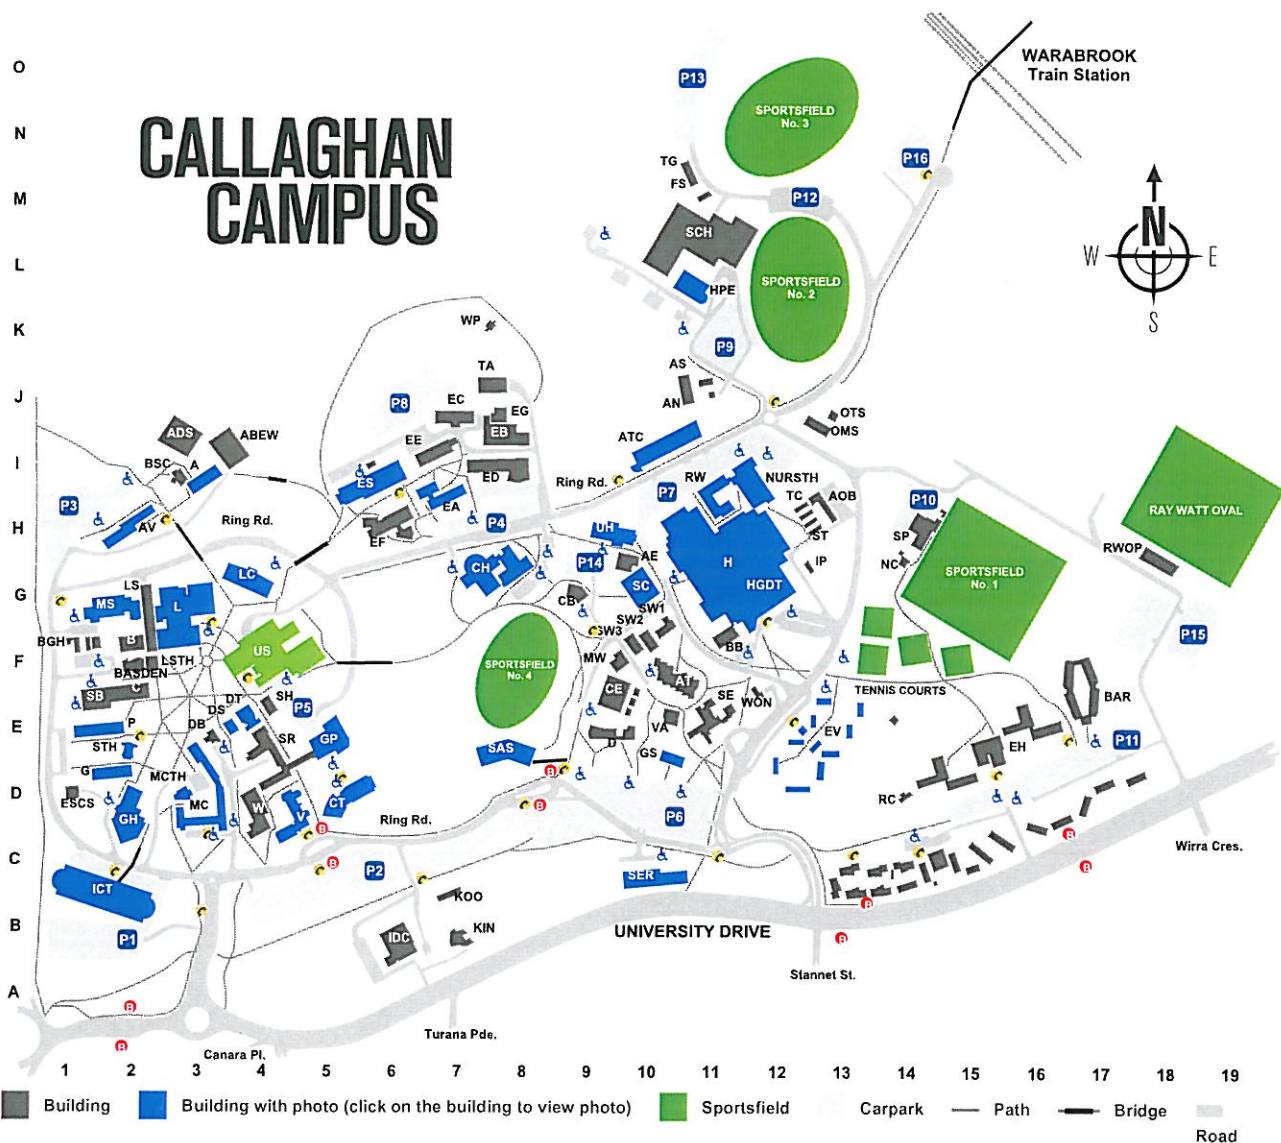 WARABROOK
Train Station
O
P13
SPORTSFIELD
No. 3
N
CALLAGHAN
CAMPUS
P16
TG
FS
M
P12
N
SCH
W
E
L
SPORTSFIELD
No. 2
HPE
S
WP
K
P9
TA
AS
J
P8
EC
EG
AN
OTS
ADS
ABEW
EB
OMS
EE
ATC
BSC
A
I
ES
ED
RW
NURSTH
Ring Rd.
P7
TC
AOB
P10
P3
EA
RAY WATT OVAL
H
AV
Ring Rd.
P4
UH
ST
SP
EF
RWOP
P14
AE
H
IP
NC
LS
LC
CH
HGDT
SPORTSFIELD
No. 1
G
MS
L
SC
CB
SW1
SW2
SW3
BGH
B
P15
US
BB
F
LSTH
SPORTSFIELD
No. 4
MW
BASDEN
AT
C
TENNIS COURTS
SB
SH
CE
SE
WON
BAR
DT
DS
P5
E
P
DB
VA
EV
SR
GP
D
EH
P11
STH
SAS
GS
G
MCTH
D
ESCS
MC
CT
RC
W
V
GH
Ring Rd.
P6
C
Wirra Cres.
P2
ICT
SER
KOO
B
P1
IDC
KIN
UNIVERSITY DRIVE
B
B
B
B
B
B
B
B
Stannet St.
A
B
Turana Pde.
B
Canara Pl.
1 2 3 4 5 6 7 8 9 10 11 12 13 14 15 16 17 18 19
Building
Building with photo (click on the building to view photo)
Sportsfield
Carpark
Path
Bridge
Road